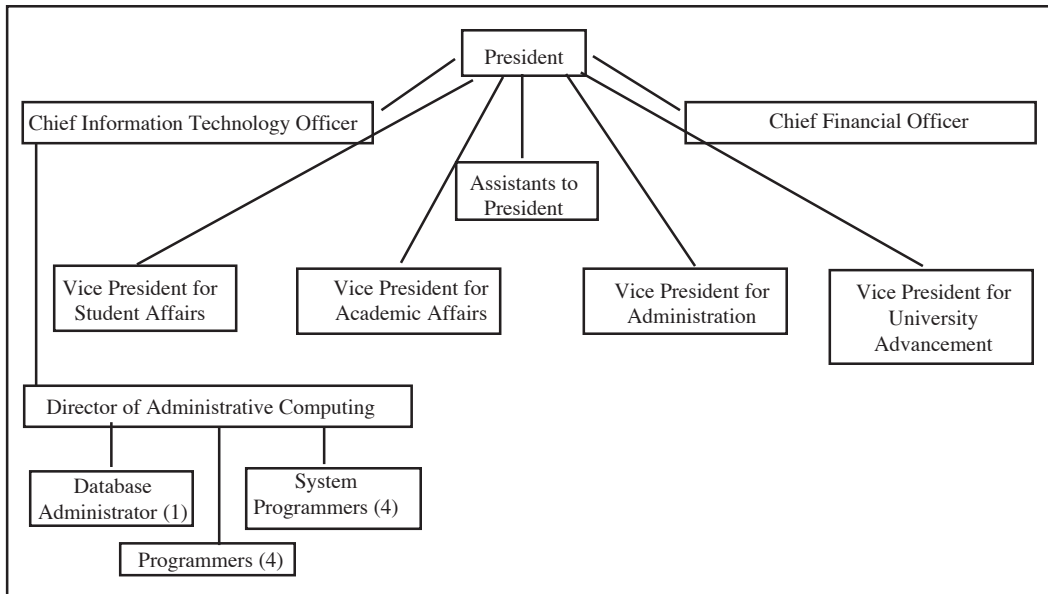 President
Chief Information Technology Officer
Chief Financial Officer
Assistants to
President
Vice President for
Student Affairs
Vice President for
Academic Affairs
Vice President for
Administration
Vice President for
University
Advancement
Director of Administrative Computing
Database
Administrator (1)
System
Programmers (4)
Programmers (4)